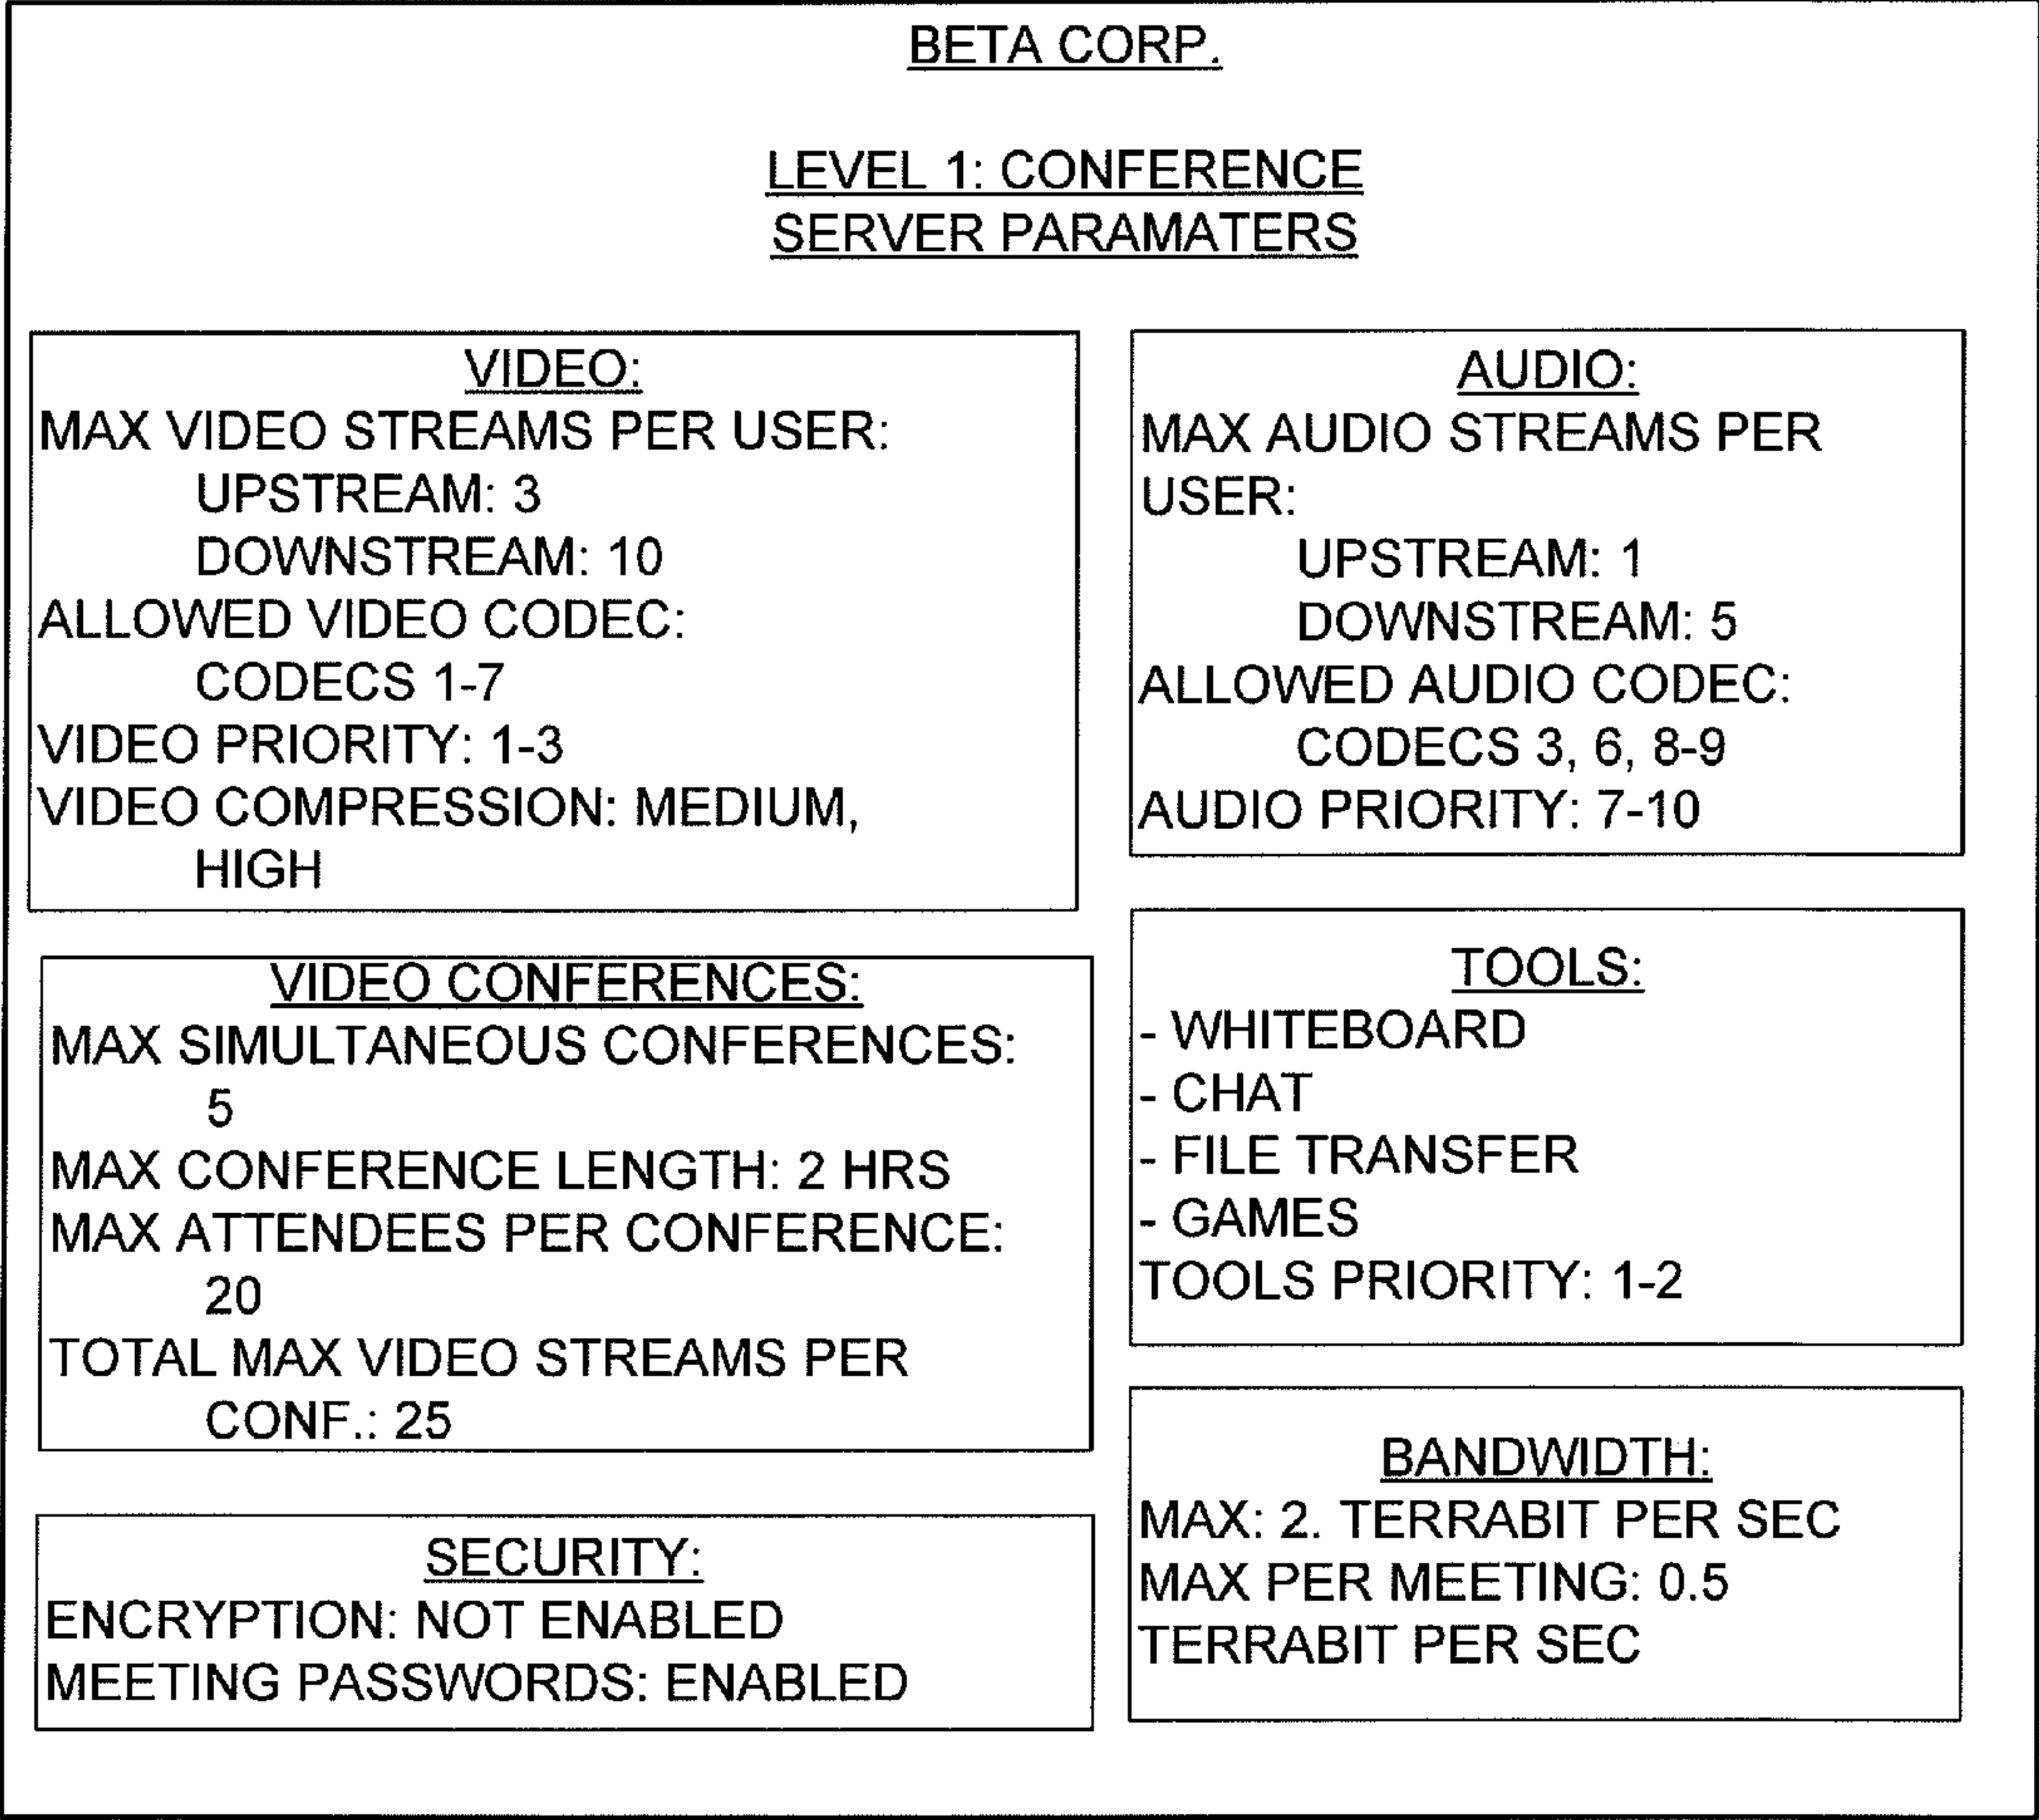 BETA CORP.
LEVEL 1: CONFERENCE
SERVER PARAMATERS
VIDEO:
MAX VIDEO STREAMS PER USER:
UPSTREAM: 3
DOWNSTREAM: 10
ALLOWED VIDEO CODEC:
CODECS 1-7
VIDEO PRIORITY: 1-3
VIDEO COMPRESSION: MEDIUM,
HIGH
AUDIO:
MAX AUDIO STREAMS PER
USER:
UPSTREAM: 1
DOWNSTREAM: 5
ALLOWED AUDIO CODEC:
CODECS 3, 6, 8-9
AUDIO PRIORITY: 7-10
VIDEO CONFERENCES:
MAX SIMULTANEOUS CONFERENCES:
5
MAX CONFERENCE LENGTH: 2 HRS
MAX ATTENDEES PER CONFERENCE:
20
TOTAL MAX VIDEO STREAMS PER
CONF.: 25
TOOLS:
- WHITEBOARD
- CHAT
- FILE TRANSFER
- GAMES
TOOLS PRIORITY: 1-2
SECURITY:
ENCRYPTION: NOT ENABLED
MEETING PASSWORDS: ENABLED
BANDWIDTH:
MAX: 2. TERRABIT PER SEC
MAX PER MEETING: 0.5
TERRABIT PER SEC